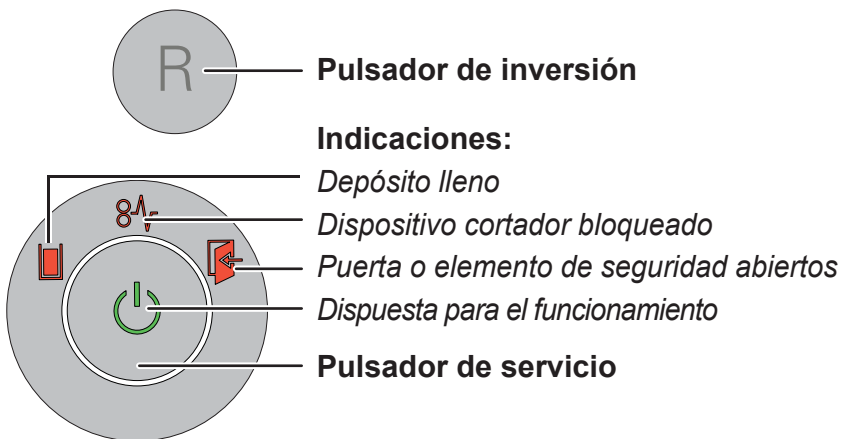 R
Pulsador de inversión
Indicaciones:
Depósito lleno
Dispositivo cortador bloqueado
Puerta o elemento de seguridad abiertos
Dispuesta para el funcionamiento
Pulsador de servicio